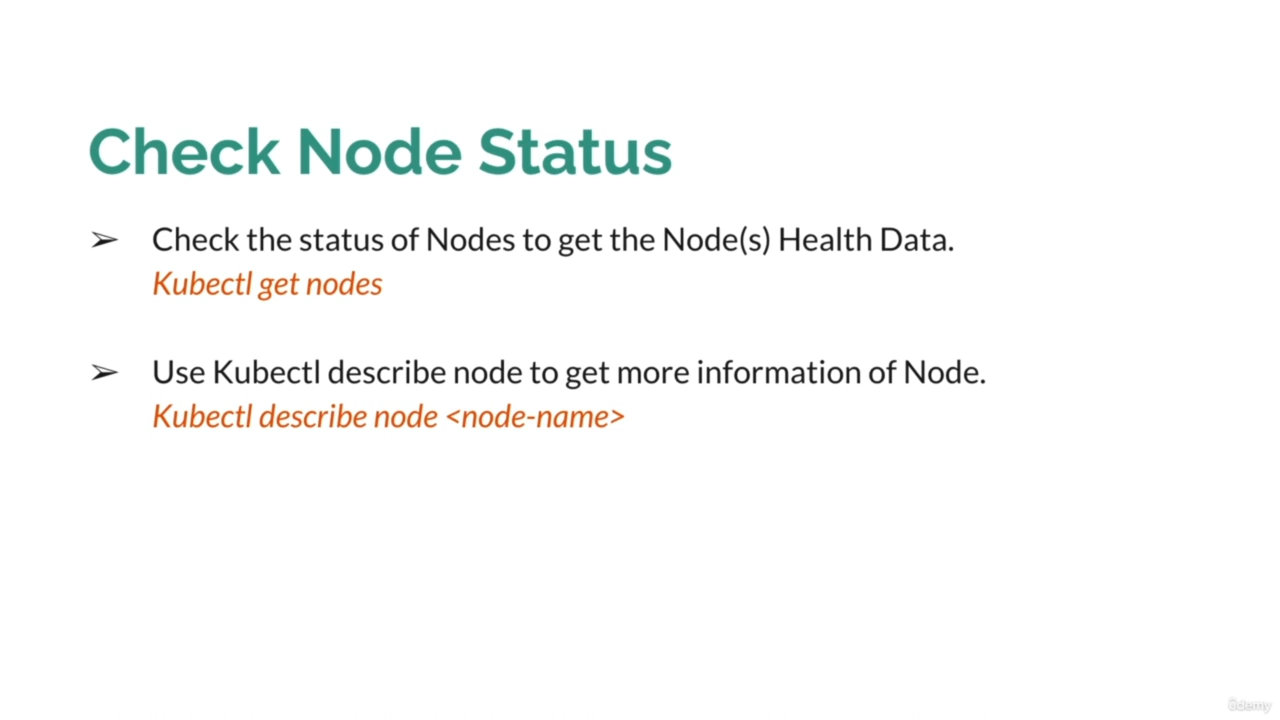 Check Node Status
➢ Check the status of Nodes to get the Node(s) Health Data.
Kubectl get nodes
➢ Use Kubectl describe node to get more information of Node.
Kubectl describe node <node-name>
ûdemy